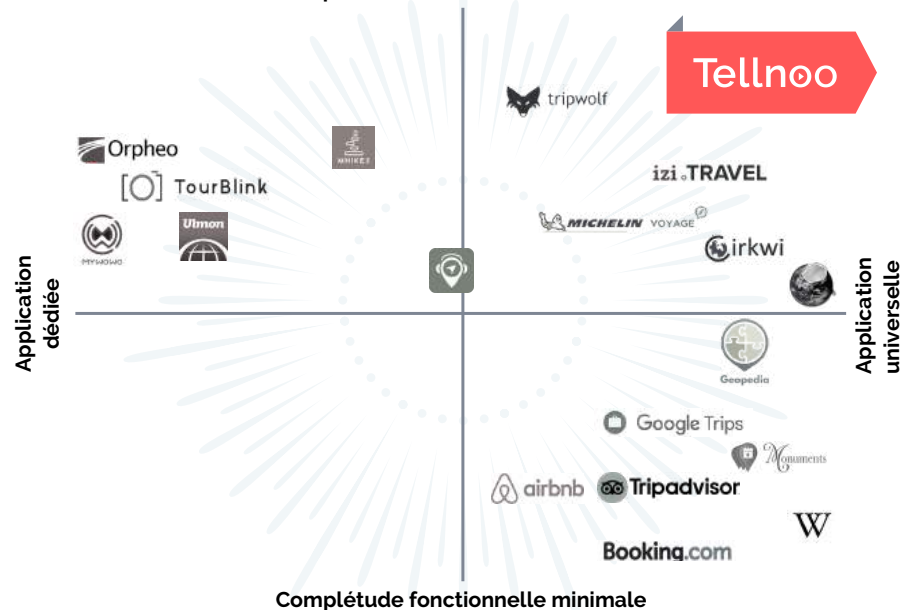 Tellnoo
tripwolf
Orpheo
MHIKES
izi.TRAVEL
TourBlink
MICHELIN VOYAGE
Ulmon
MYWOWO
irkwi
Application
dédiée
Application
universelle
Geopedia
Google Trips
Monuments
airbnb
Tripadvisor
W
Booking.com
Complétude fonctionnelle minimale